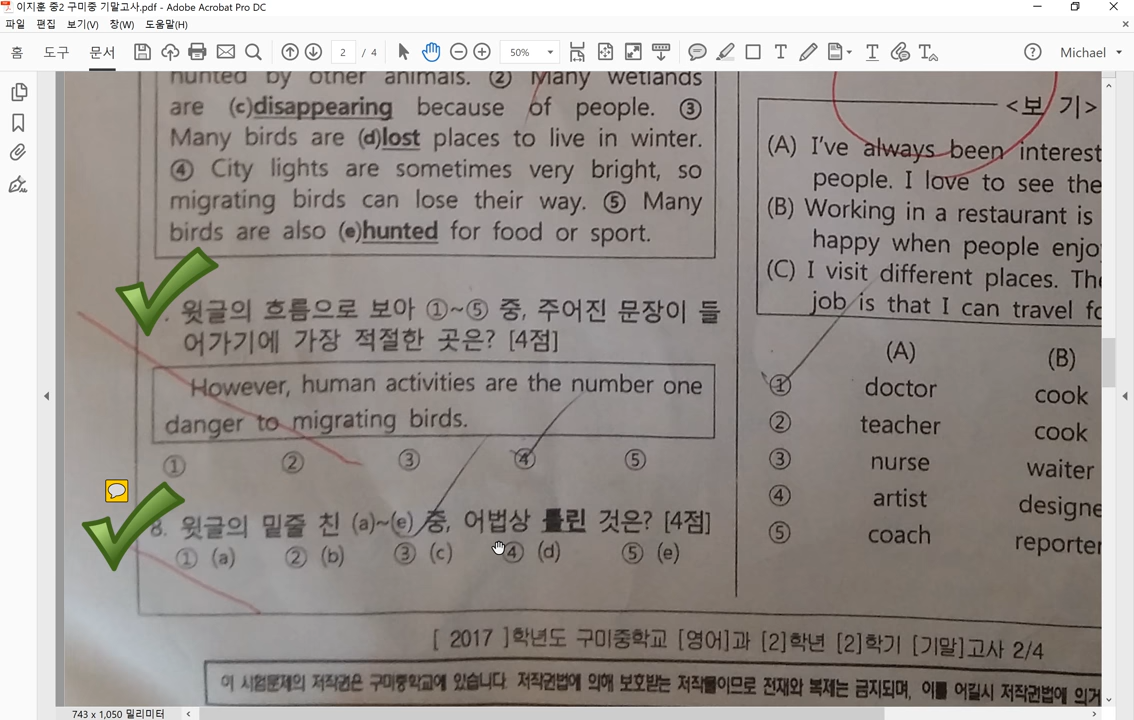 이지훈 중2 구미중 기말고사.pdf - Adobe Acrobat Pro DC
파일 편집 보기(V) 창(W) 도움말(H)
홈 도구 문서 2 / 4 50% Michael
hunted by other animals. ② Many wetlands
are (c)disappearing because of people. ③
Many birds are (d)lost places to live in winter.
④ City lights are sometimes very bright, so
migrating birds can lose their way. ⑤ Many
birds are also (e)hunted for food or sport.
. 윗글의 흐름으로 보아 ①~⑤ 중, 주어진 문장이 들
어가기에 가장 적절한 곳은? [4점]
However, human activities are the number one
danger to migrating birds.
① ② ③ ④ ⑤
8. 윗글의 밑줄 친 (a)~(e) 중, 어법상 틀린 것은? [4점]
① (a) ② (b) ③ (c) ④ (d) ⑤ (e)
<보 기>
(A) I've always been interest
people. I love to see the
(B) Working in a restaurant is
happy when people enjo
(C) I visit different places. The
job is that I can travel fo
(A) (B)
① doctor cook
② teacher cook
③ nurse waiter
④ artist designe
⑤ coach reporter
[ 2017 ]학년도 구미중학교 [영어]과 [2]학년 [2]학기 [기말]고사 2/4
이 시험문제의 저작권은 구미중학교에 있습니다. 저작권법에 의해 보호받는 저작물이므로 전재와 복제는 금지되며, 이를 어길시 저작권법에 의거
743 x 1,050 밀리미터